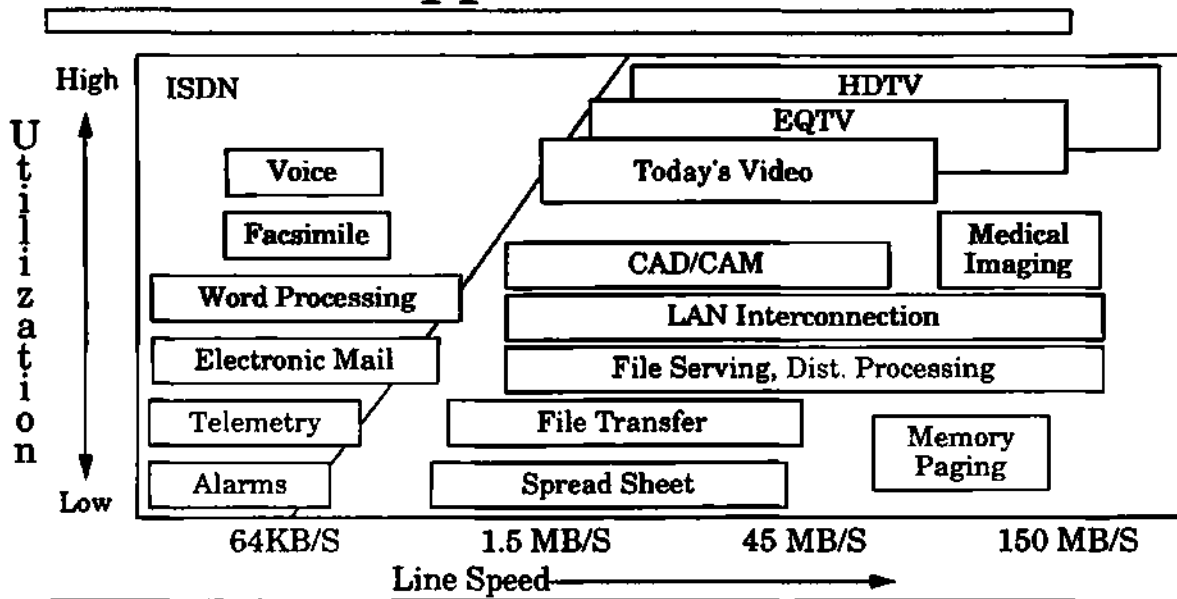 High
ISDN
HDTV
EQTV
Voice
Today's Video
Facsimile
CAD/CAM
Medical
Imaging
Word Processing
LAN Interconnection
Electronic Mail
File Serving, Dist. Processing
Telemetry
File Transfer
Memory
Paging
Alarms
Spread Sheet
Low
Utilization
64KB/S 1.5 MB/S 45 MB/S 150 MB/S
Line Speed